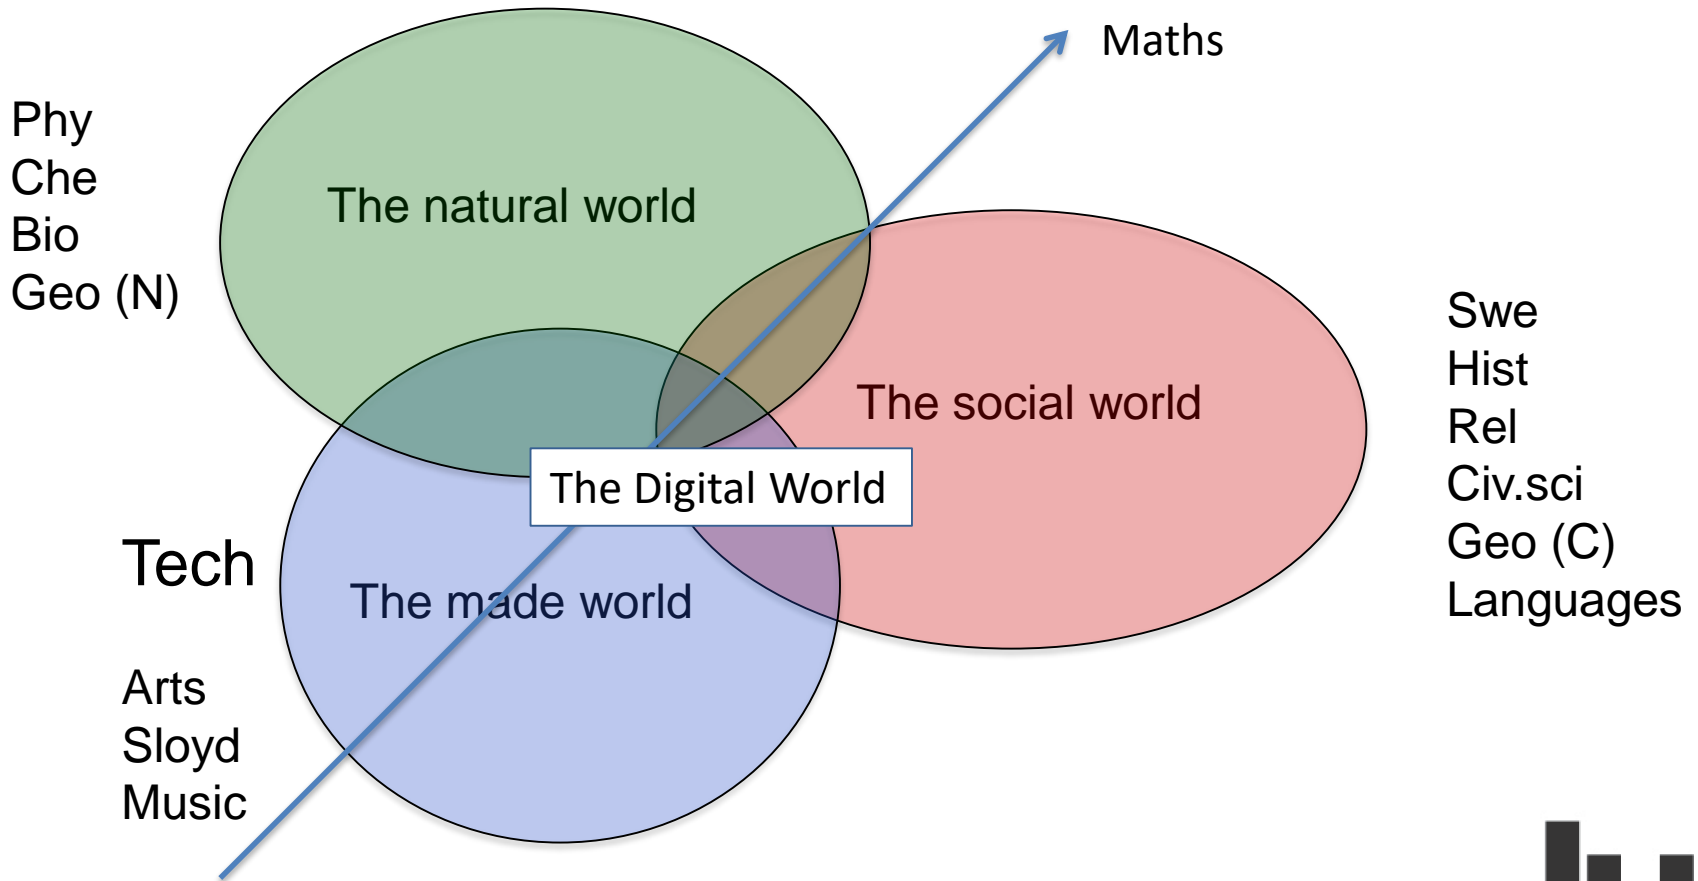 Maths
Phy
Che
Bio
Geo (N)
The natural world
Swe
Hist
Rel
Civ.sci
Geo (C)
Languages
The social world
The Digital World
Tech
The made world
Arts
Sloyd
Music